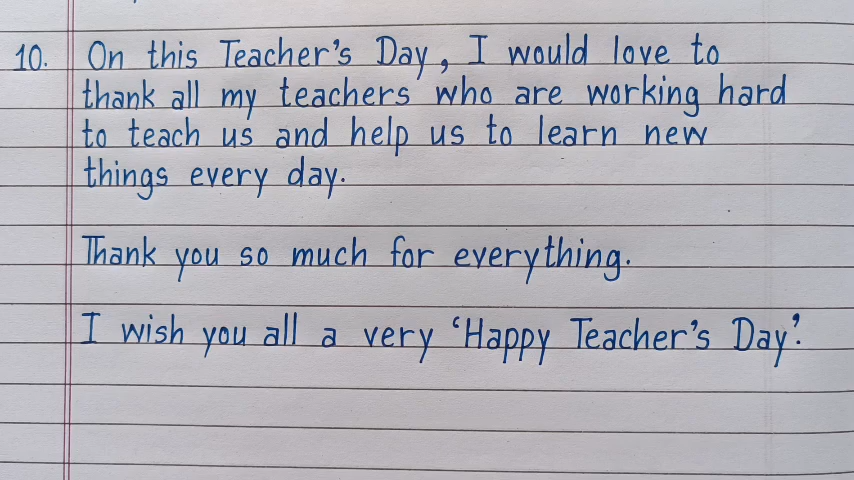 10. On this Teacher's Day, I would love to
thank all my teachers who are working hard
to teach us and help us to learn new
things every day.
Thank you so much for everything.
I wish you all a very 'Happy Teacher's Day'.